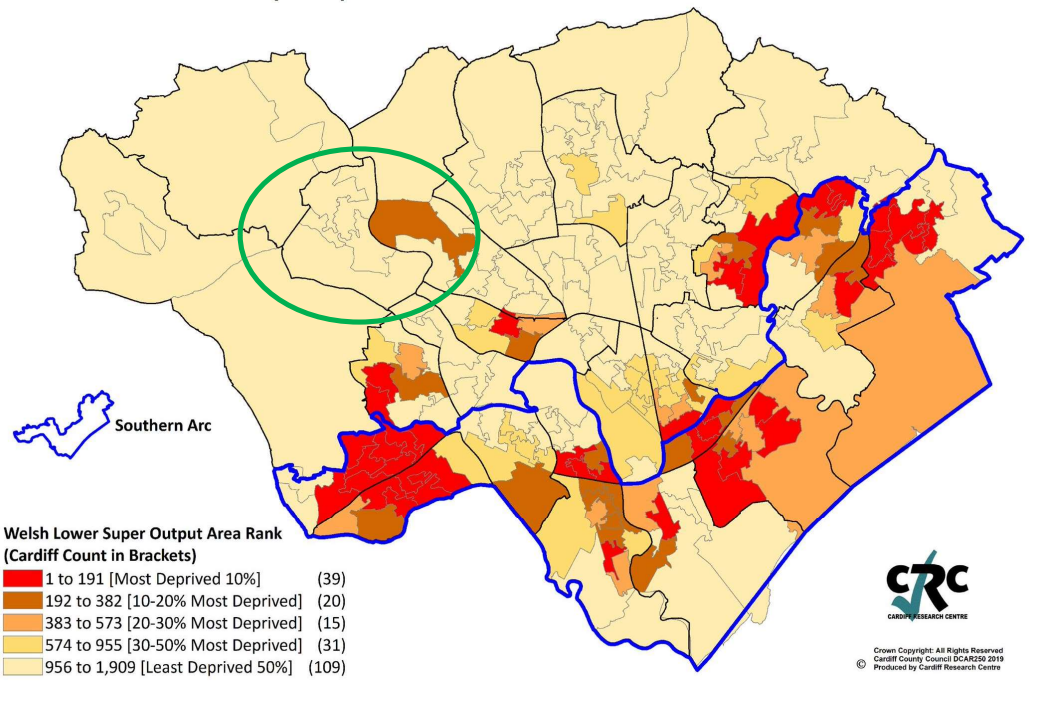 Southern Arc
Welsh Lower Super Output Area Rank
(Cardiff Count in Brackets)
1 to 191 [Most Deprived 10%] (39)
192 to 382 [10-20% Most Deprived] (20)
383 to 573 [20-30% Most Deprived] (15)
574 to 955 [30-50% Most Deprived] (31)
956 to 1,909 [Least Deprived 50%] (109)
CRC
CARDIFF RESEARCH CENTRE
Crown Copyright: All Rights Reserved
© Cardiff County Council DCAR250 2019
Produced by Cardiff Research Centre